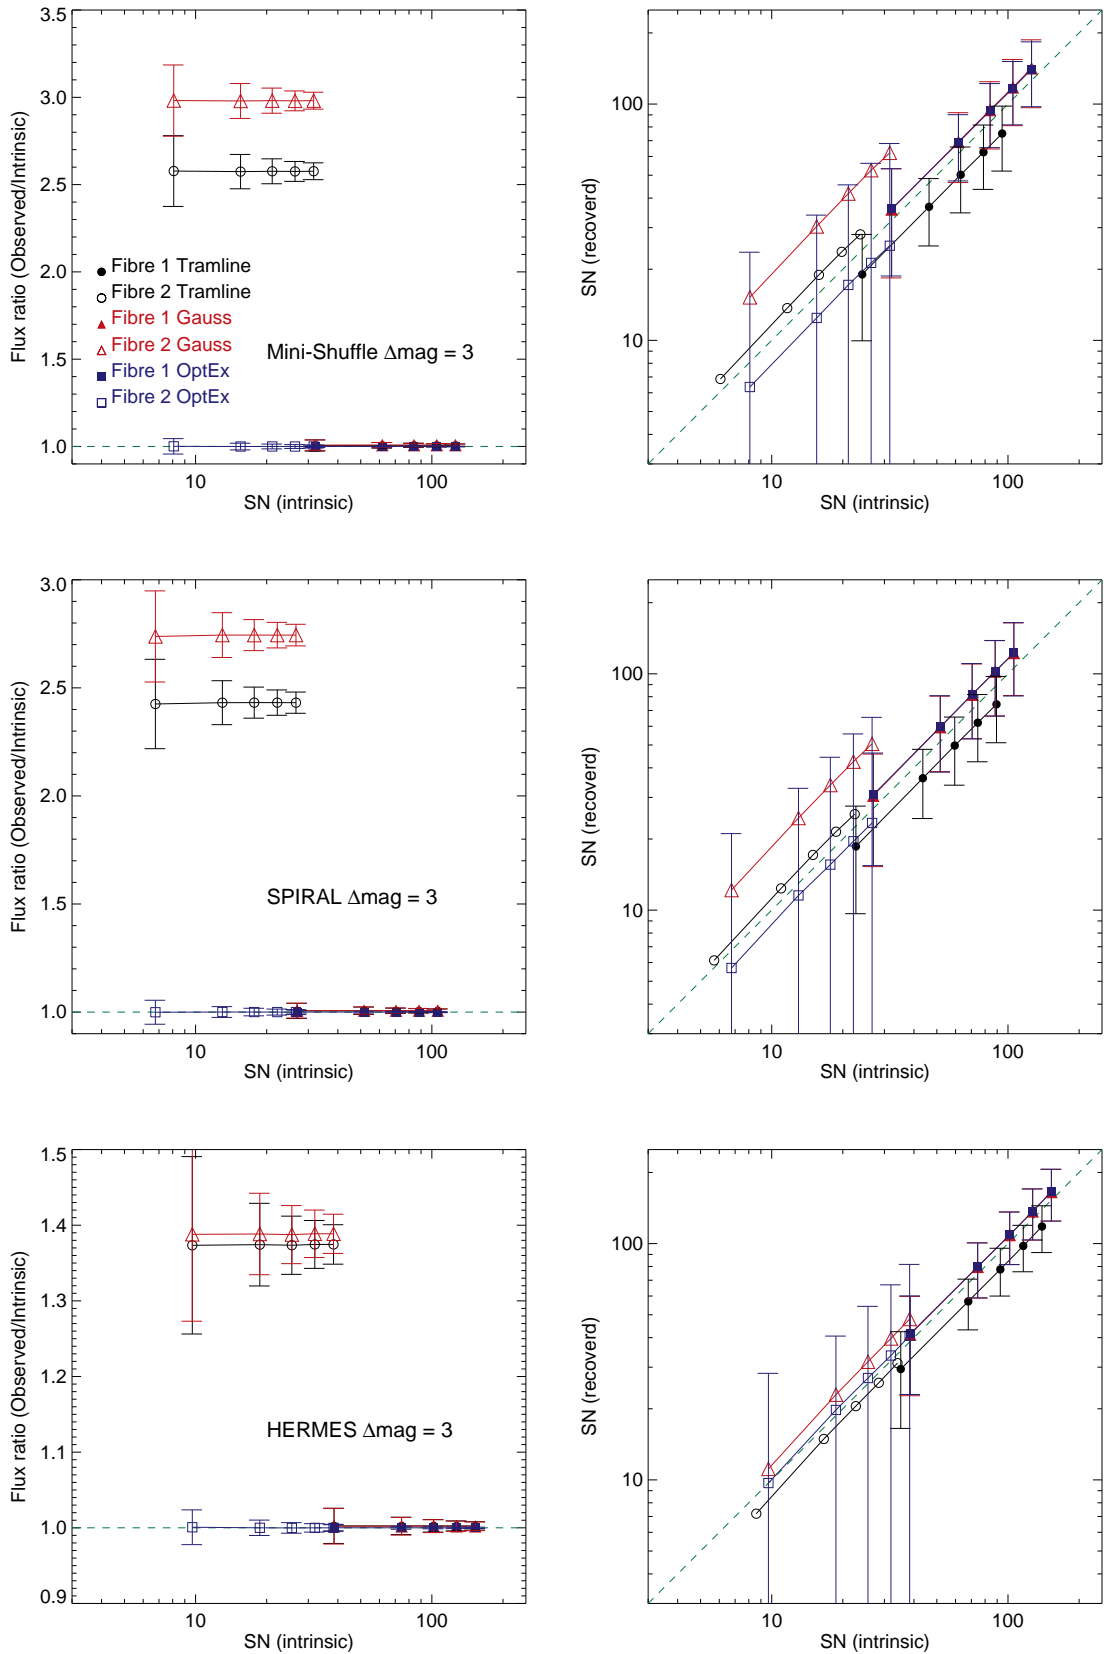 3.5
3.0
2.5
2.0
1.5
1.0
Flux ratio (Observed/Intrinsic)
Fibre 1 Tramline
Fibre 2 Tramline
Fibre 1 Gauss
Fibre 2 Gauss
Fibre 1 OptEx
Fibre 2 OptEx
Mini-Shuffle Δmag = 3
10
100
SN (intrinsic)
100
10
SN (recoverd)
10
100
SN (intrinsic)
3.0
2.5
2.0
1.5
1.0
Flux ratio (Observed/Intrinsic)
SPIRAL Δmag = 3
10
100
SN (intrinsic)
100
10
SN (recoverd)
10
100
SN (intrinsic)
1.5
1.4
1.3
1.2
1.1
1.0
0.9
Flux ratio (Observed/Intrinsic)
HERMES Δmag = 3
10
100
SN (intrinsic)
100
10
SN (recoverd)
10
100
SN (intrinsic)